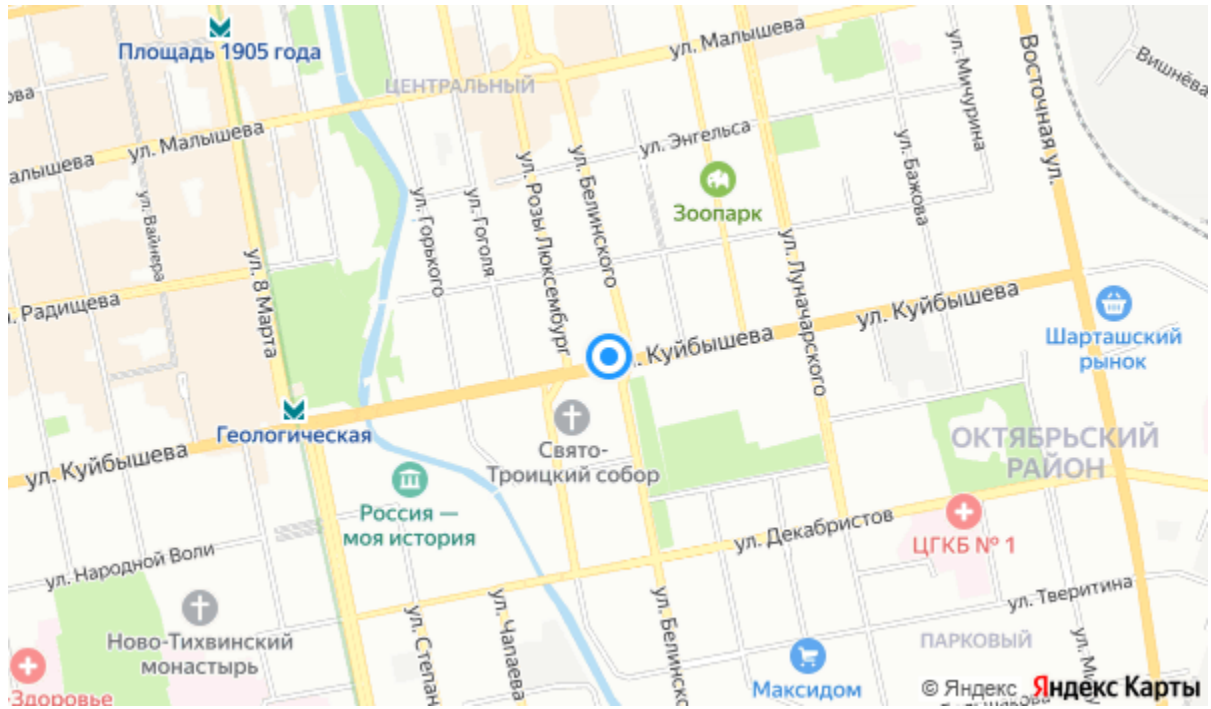 Площадь 1905 года
ул. Малышева
Восточная ул.
Вишнёва
ул. Мичурина
ЦЕНТРАЛЬНЫЙ
ова
ул. Малышева
алышева
ул. Энгельса
ул. Бажова
ул. Вайнера
ул. Розы Люксембург
ул. Белинского
Зоопарк
ул. Горького
ул. Гоголя
ул. Луначарского
ул. 8 Марта
л. Радищева
ул. Куйбышева
л. Куйбышева
Шарташский
рынок
Геологическая
ул. Куйбышева
Свято-
Троицкий собор
ОКТЯБРЬСКИЙ
РАЙОН
Россия —
моя история
ул. Декабристов
ЦГКБ № 1
ул. Народной Воли
ул. Тверитина
ул. Степан
ул. Чапаева
ул. Белинско
Ново-Тихвинский
монастырь
ПАРКОВЫЙ
ул. Ми
-Здоровье
Максидом
© Яндекс Яндекс Карты